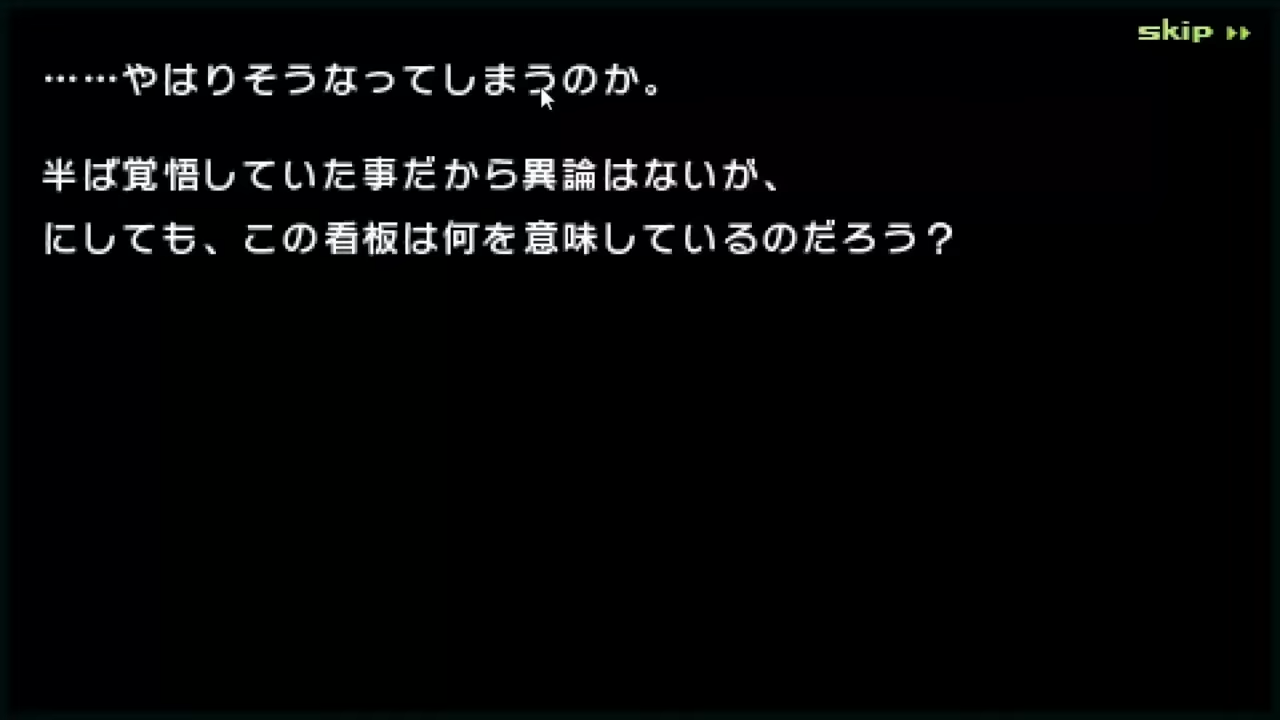 skip
……やはりそうなってしまうのか。
半ば覚悟していた事だから異論はないが、
にしても、この看板は何を意味しているのだろう？